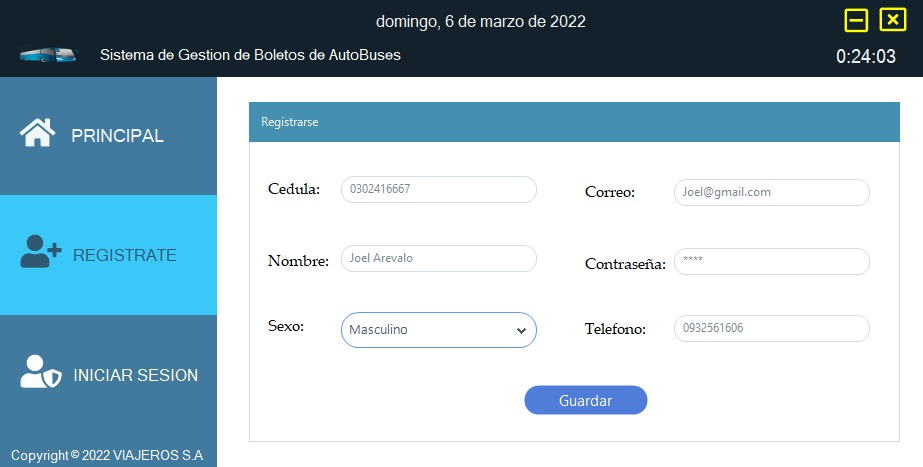 domingo, 6 de marzo de 2022
Sistema de Gestion de Boletos de AutoBuses
0:24:03
PRINCIPAL
REGISTRATE
INICIAR SESION
Copyright © 2022 VIAJEROS S.A
Registrarse
Cedula: 0302416667
Correo: Joel@gmail.com
Nombre: Joel Arevalo
Contraseña: ****
Sexo: Masculino
Telefono: 0932561606
Guardar